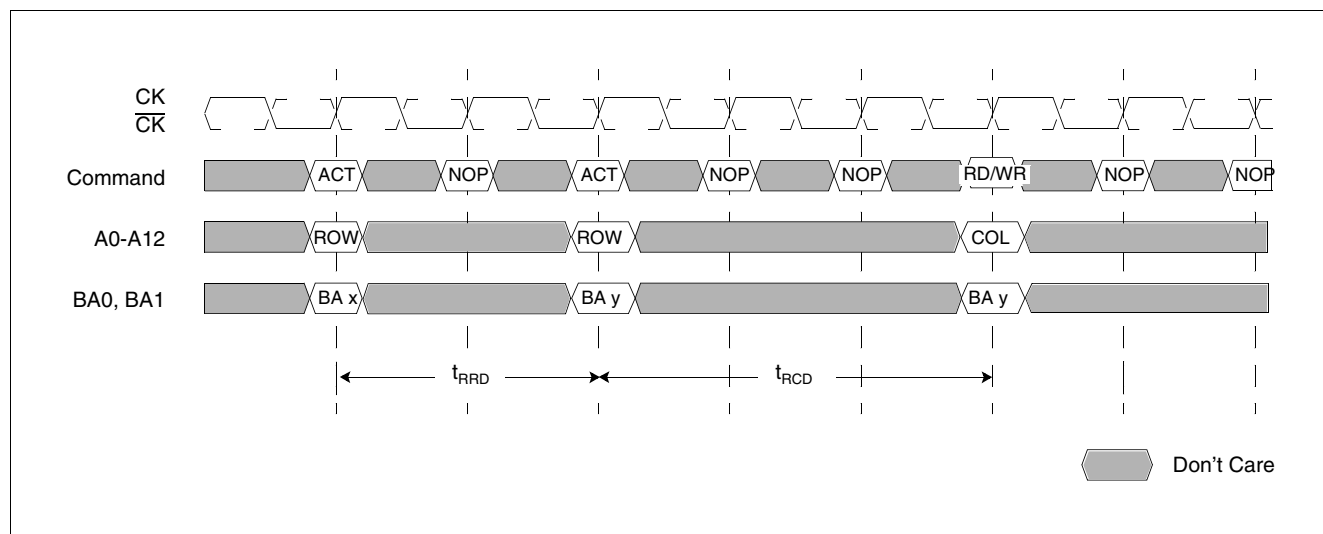 CK
CK
Command ACT NOP ACT NOP NOP RD/WR NOP NOP
A0-A12 ROW ROW COL
BA0, BA1 BA x BA y BA y
tRRD tRCD
Don't Care